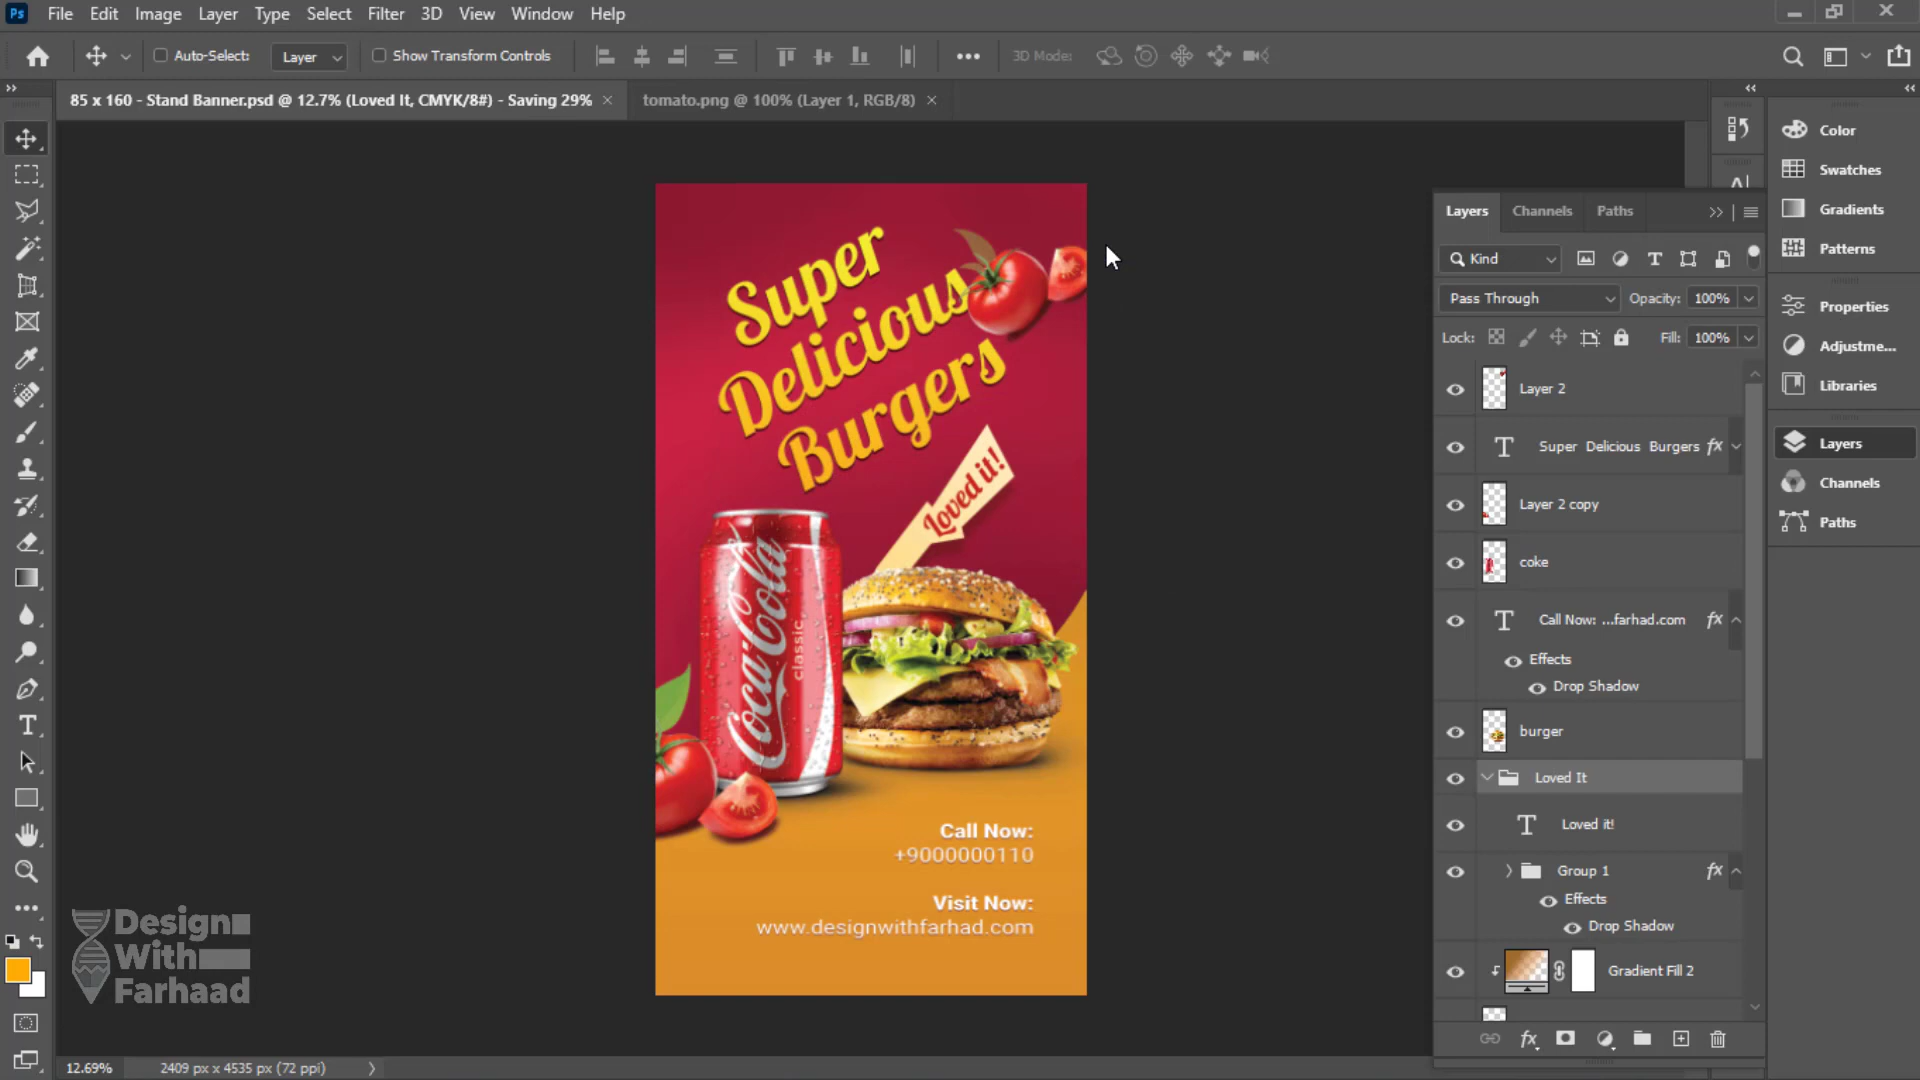 Ps File Edit Image Layer Type Select Filter 3D View Window Help
Auto-Select: Layer Show Transform Controls 3D Mode:
85 x 160 - Stand Banner.psd @ 12.7% (Loved It, CMYK/8#) - Saving 29% × tomato.png @ 100% (Layer 1, RGB/8) ×
Super
Delicious
Burgers
Loved it!
Coca-Cola
classic
Call Now:
+9000000110
Visit Now:
www.designwithfarhad.com
Design
With
Farhaad
12.69% 2409 px x 4535 px (72 ppi)
Layers Channels Paths
Kind
Pass Through Opacity: 100%
Lock: Fill: 100%
Layer 2
Super Delicious Burgers fx
Layer 2 copy
coke
Call Now: ...farhad.com fx
Effects
Drop Shadow
burger
Loved It
Loved it!
Group 1 fx
Effects
Drop Shadow
Gradient Fill 2
fx
Color
Swatches
Gradients
Patterns
Properties
Adjustme...
Libraries
Layers
Channels
Paths